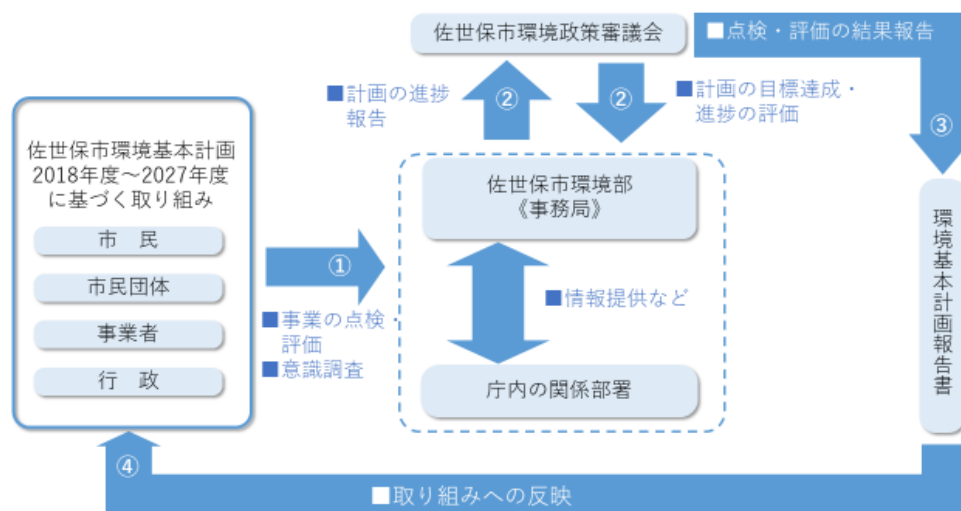 佐世保市環境政策審議会
■点検・評価の結果報告
■計画の進捗
報告
②
②
■計画の目標達成・
進捗の評価
③
佐世保市環境基本計画
2018年度～2027年度
に基づく取り組み
市　民
市民団体
事業者
行　政
①
■事業の点検・
評価
■意識調査
佐世保市環境部
《事務局》
■情報提供など
庁内の関係部署
環境基本計画報告書
④
■取り組みへの反映